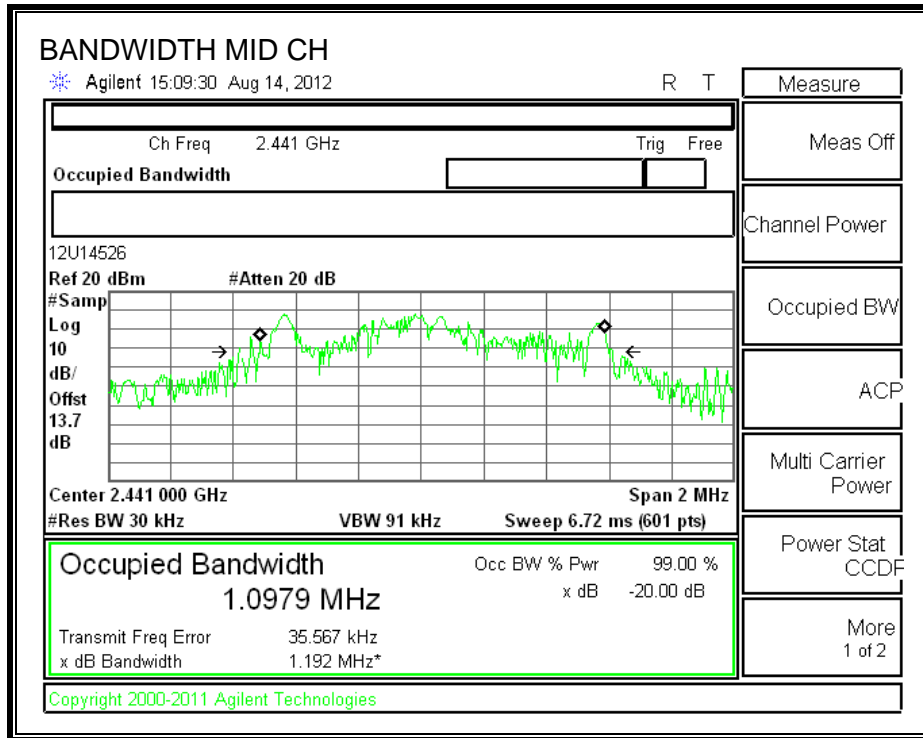 BANDWIDTH MID CH
Agilent 15:09:30 Aug 14, 2012 R T
Measure
Ch Freq 2.441 GHz Trig Free
Meas Off
Occupied Bandwidth
Channel Power
12U14526
Ref 20 dBm #Atten 20 dB
#Samp
Log
10
dB/
Offst
13.7
dB
Occupied BW
ACP
Multi Carrier
Power
Center 2.441 000 GHz Span 2 MHz
#Res BW 30 kHz VBW 91 kHz Sweep 6.72 ms (601 pts)
Power Stat
CCDF
Occupied Bandwidth Occ BW % Pwr 99.00 %
1.0979 MHz x dB -20.00 dB
Transmit Freq Error 35.567 kHz
x dB Bandwidth 1.192 MHz*
More
1 of 2
Copyright 2000-2011 Agilent Technologies